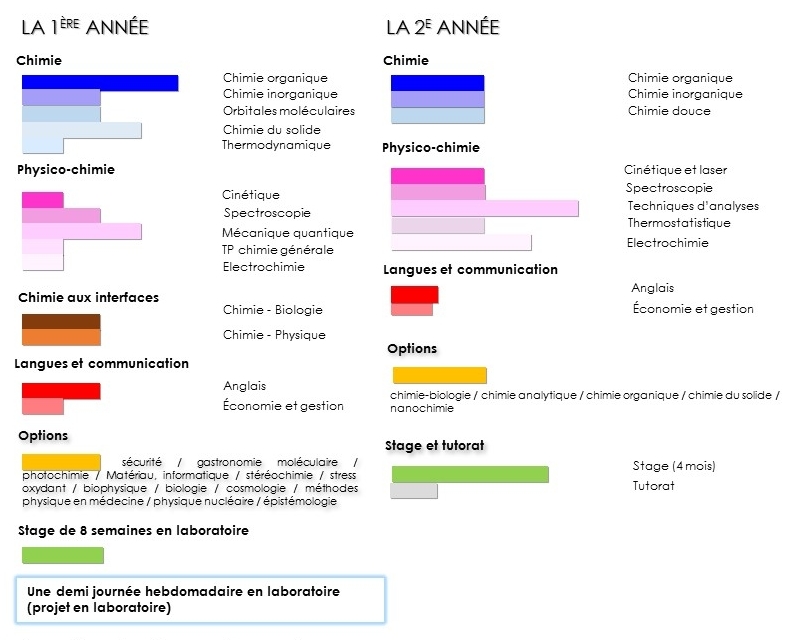 LA 1ÈRE ANNÉE
Chimie
Chimie organique
Chimie inorganique
Orbitales moléculaires
Chimie du solide
Thermodynamique
Physico-chimie
Cinétique
Spectroscopie
Mécanique quantique
TP chimie générale
Electrochimie
Chimie aux interfaces
Chimie - Biologie
Chimie - Physique
Langues et communication
Anglais
Économie et gestion
Options
sécurité / gastronomie moléculaire /
photochimie / Matériau, informatique / stéréochimie / stress
oxydant / biophysique / biologie / cosmologie / méthodes
physique en médecine / physique nucléaire / épistémologie
Stage de 8 semaines en laboratoire
Une demi journée hebdomadaire en laboratoire
(projet en laboratoire)
LA 2E ANNÉE
Chimie
Chimie organique
Chimie inorganique
Chimie douce
Physico-chimie
Cinétique et laser
Spectroscopie
Techniques d'analyses
Thermostatistique
Electrochimie
Langues et communication
Anglais
Économie et gestion
Options
chimie-biologie / chimie analytique / chimie organique / chimie du solide /
nanochimie
Stage et tutorat
Stage (4 mois)
Tutorat